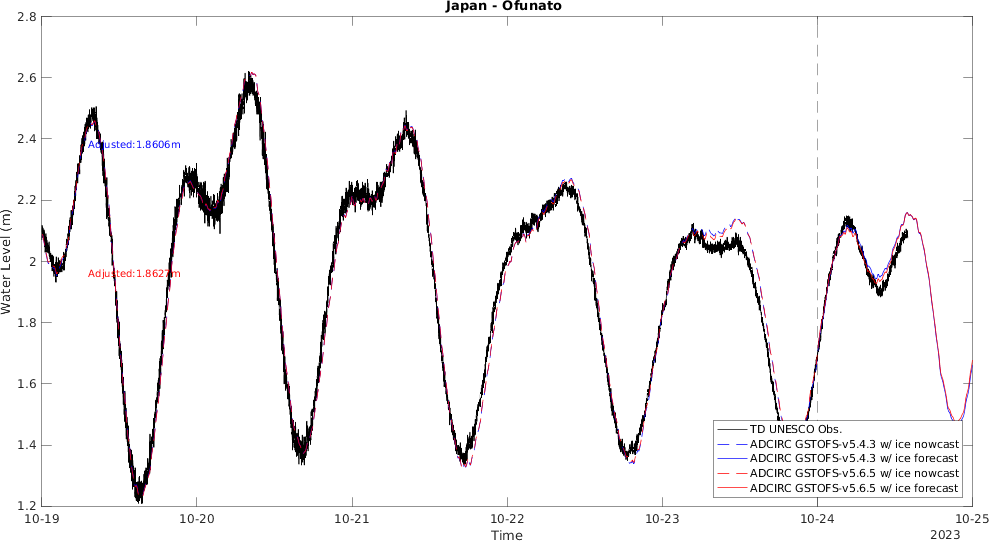 Japan - Ofunato
2.8
2.6
2.4
2.2
2
1.8
1.6
1.4
1.2
Water Level (m)
Adjusted:1.8606m
Adjusted:1.8627m
TD UNESCO Obs.
ADCIRC GSTOFS-v5.4.3 w/ ice nowcast
ADCIRC GSTOFS-v5.4.3 w/ ice forecast
ADCIRC GSTOFS-v5.6.5 w/ ice nowcast
ADCIRC GSTOFS-v5.6.5 w/ ice forecast
10-19 10-20 10-21 10-22 10-23 10-24 10-25
Time
2023